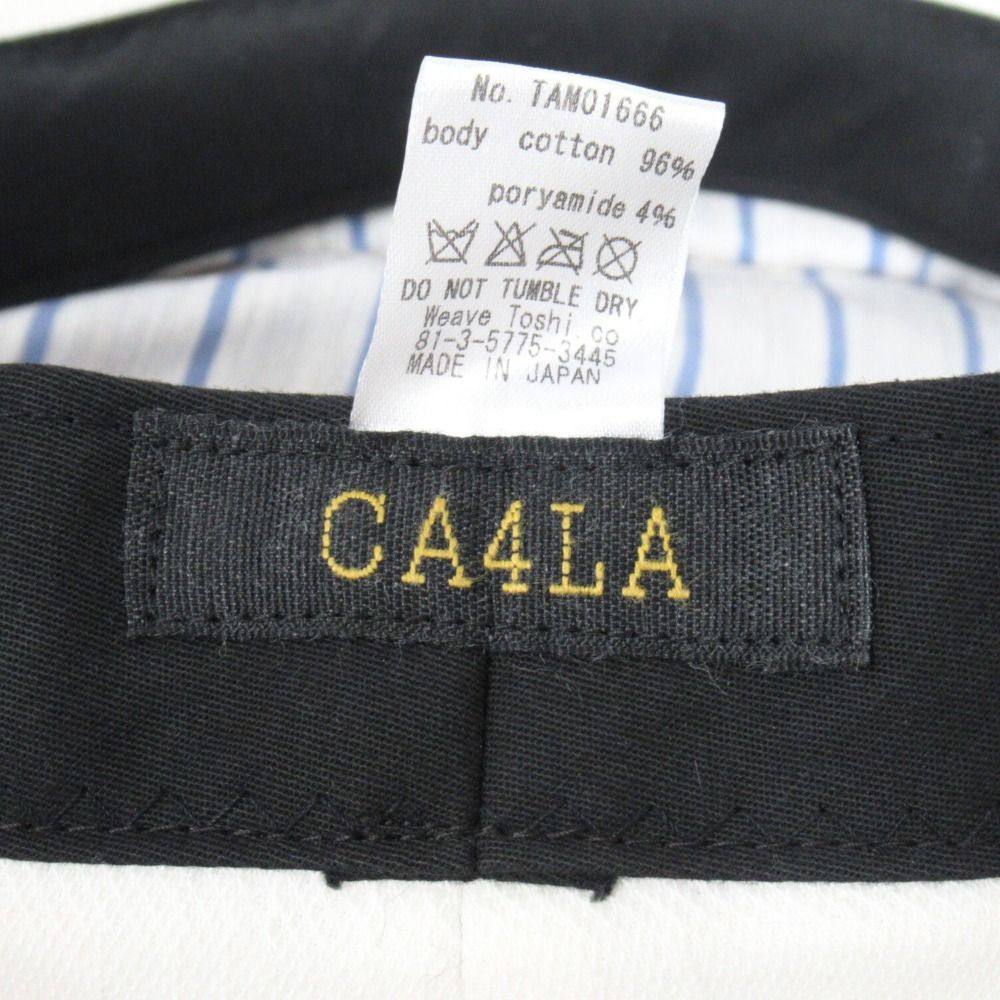 No. TAM01666
body cotton 96%
poryamide 4%
DO NOT TUMBLE DRY
Weave Toshi.co
81-3-5775-3445
MADE IN JAPAN
CA4LA